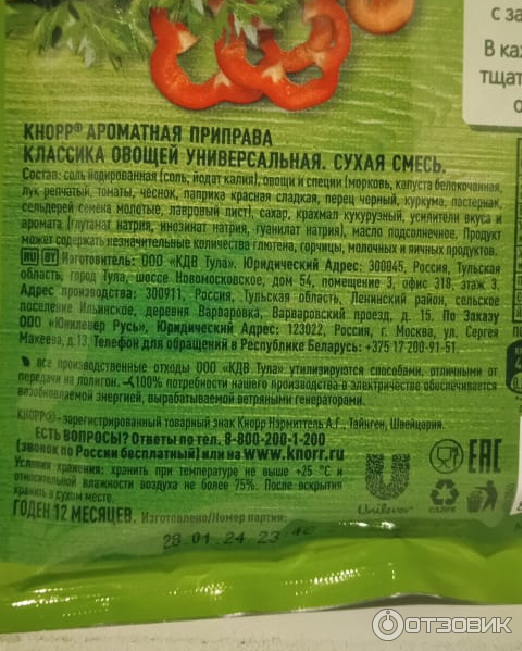 с за
В ка
тщат
о
КНОРР® АРОМАТНАЯ ПРИПРАВА
КЛАССИКА ОВОЩЕЙ УНИВЕРСАЛЬНАЯ. СУХАЯ СМЕСЬ.
Состав: соль йодированная (соль, йодат калия), овощи и специи (морковь, капуста белокочанная,
лук репчатый, томаты, чеснок, паприка красная сладкая, перец черный, куркума, пастернак,
сельдерей семена молотые, лавровый лист), сахар, крахмал кукурузный, усилители вкуса и
аромата (глутамат натрия, инозинат натрия, гуанилат натрия), масло подсолнечное. Продукт
может содержать незначительные количества глютена, горчицы, молочных и яичных продуктов.
RU BY Изготовитель: ООО «КДВ Тула». Юридический Адрес: 300045, Россия, Тульская
область, город Тула, шоссе Новомосковское, дом 54, помещение 3, офис 318, этаж 3.
Адрес производства: 300911, Россия, Тульская область, Ленинский район, сельское
поселение Ильинское, деревня Варваровка, Варваровский проезд, д. 15. По Заказу
ООО «Юнилевер Русь», Юридический Адрес: 123022, Россия, г. Москва, ул. Сергея
Макеева, д.13. Телефон для обращений в Республике Беларусь: +375 17-200-91-51.
все производственные отходы ООО «КДВ Тула» утилизируются способами, отличными от
передачи на полигон. 100% потребности нашего производства в электричестве обеспечивается
возобновляемой энергией, вырабатываемой ветряными генераторами.
КНОРР®-зарегистрированный товарный знак Кнорр Нэрмиттель А.Г., Тайнген, Швейцария.
ЕСТЬ ВОПРОСЫ? Ответы по тел. 8-800-200-1-200
(звонок по России бесплатный) или на www.knorr.ru
Условия хранения: хранить при температуре не выше +25 °С и
относительной влажности воздуха не более 75%. После вскрытия
хранить в сухом месте.
ГОДЕН 12 МЕСЯЦЕВ. Изготовлено/Номер партии:
28 01 24
Unilever
EAC
ОТЗОВИК